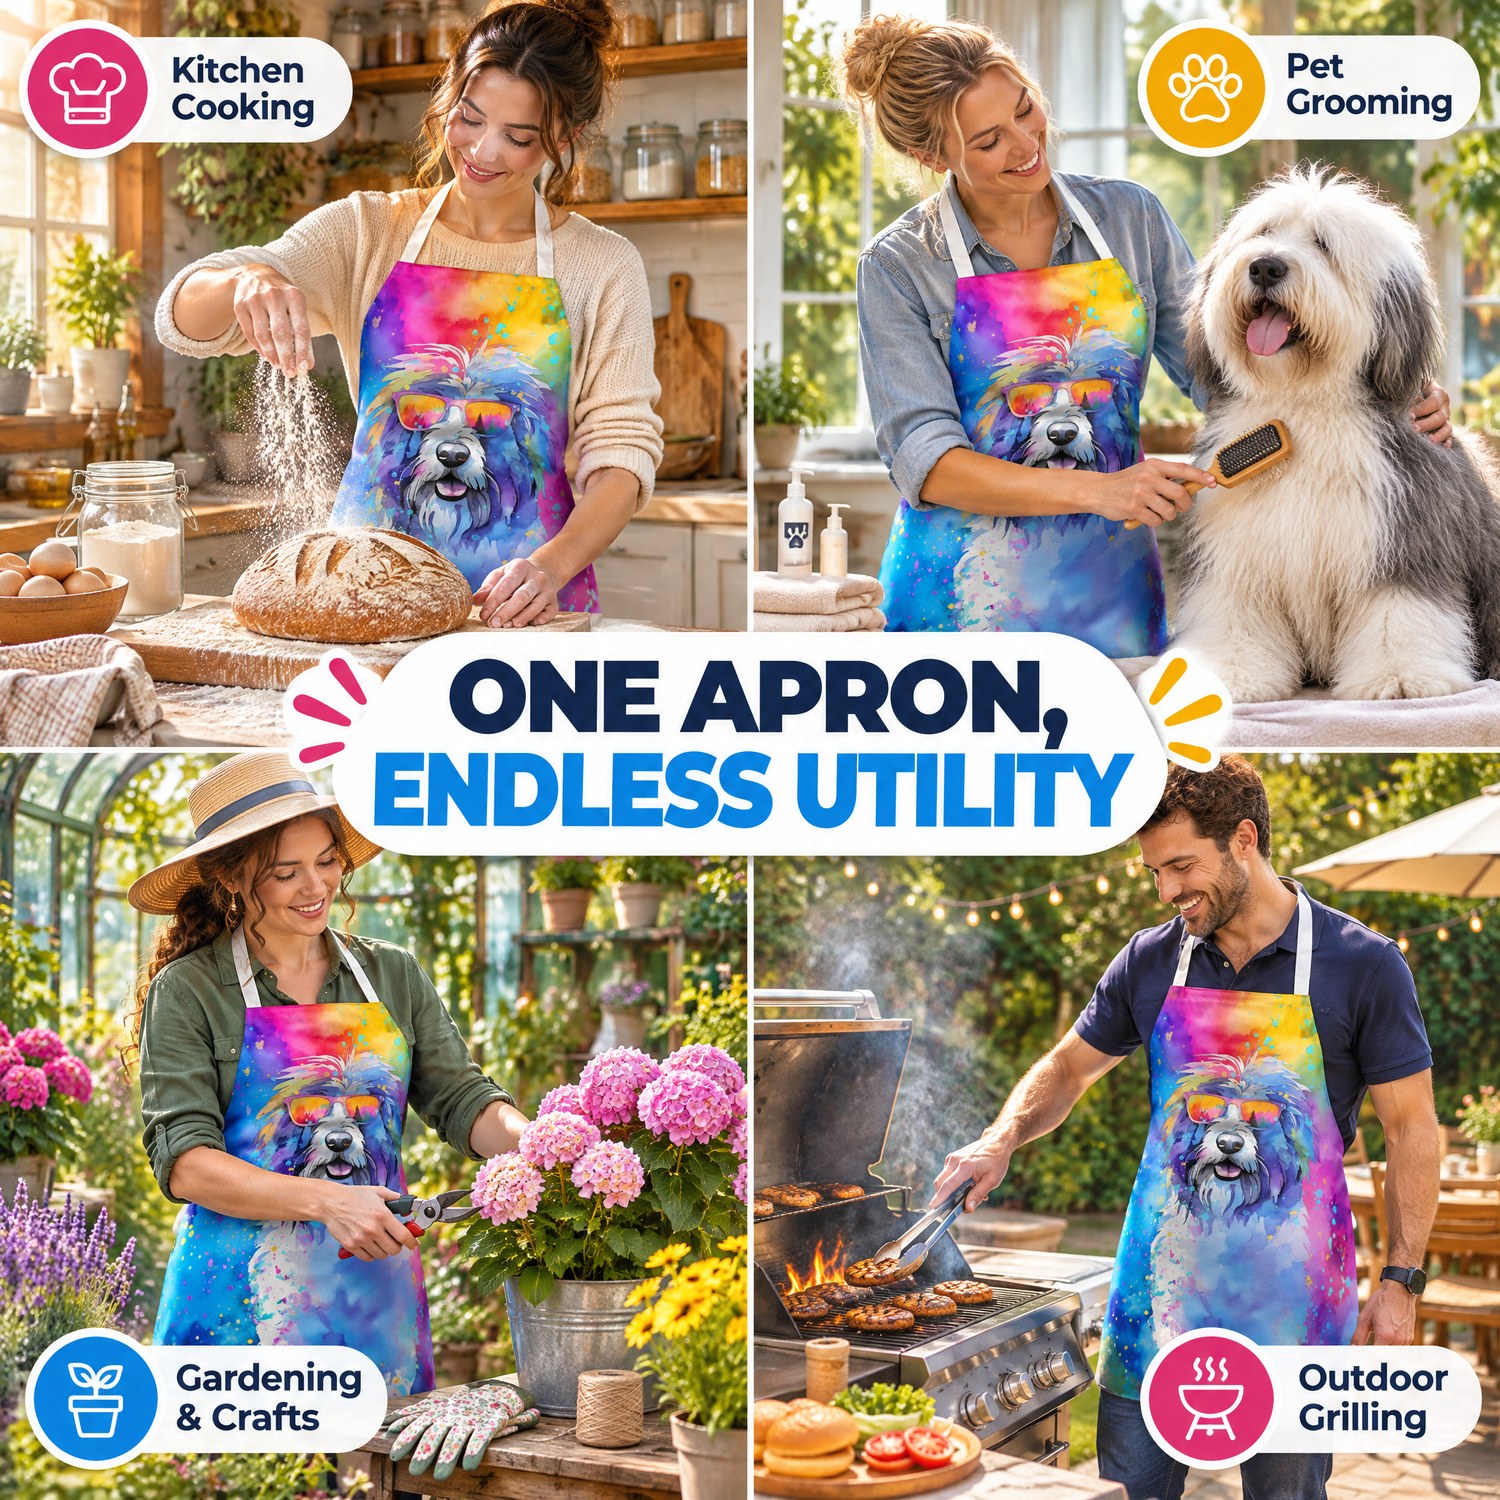 Kitchen
Cooking
Pet
Grooming
ONE APRON,
ENDLESS UTILITY
Gardening
& Crafts
Outdoor
Grilling